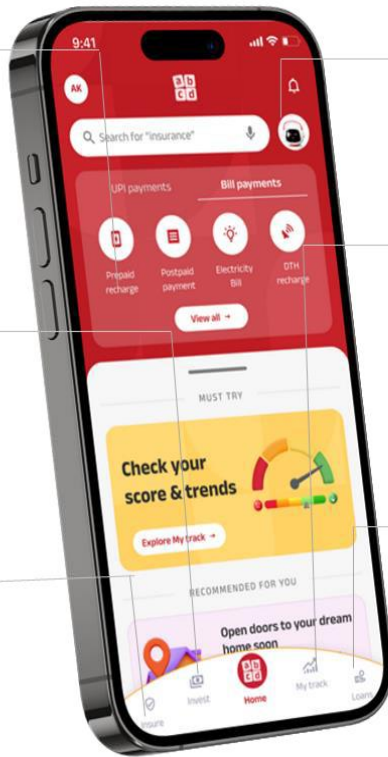 9:41
AK
a b
c d
Search for "insurance"
UPI payments
Bill payments
Prepaid
recharge
Postpaid
payment
Electricity
Bill
DTH
recharge
View all →
MUST TRY
Check your
score & trends
Explore My track →
RECOMMENDED FOR YOU
Open doors to your dream
home soon
Insure
Invest
a b
c d
Home
My track
Loans